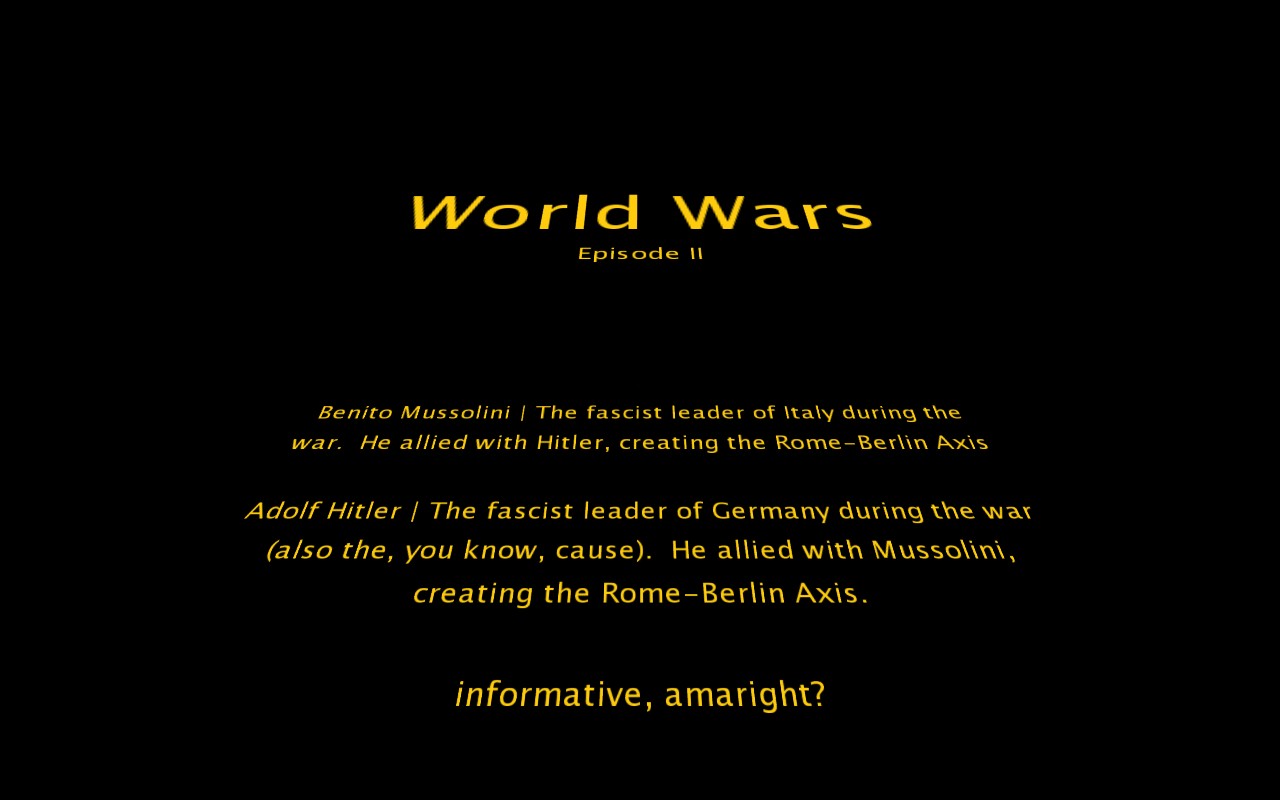 World Wars
Episode II
Benito Mussolini | The fascist leader of Italy during the
war.  He allied with Hitler, creating the Rome-Berlin Axis
Adolf Hitler | The fascist leader of Germany during the war
(also the, you know, cause).  He allied with Mussolini,
creating the Rome-Berlin Axis.
informative, amaright?